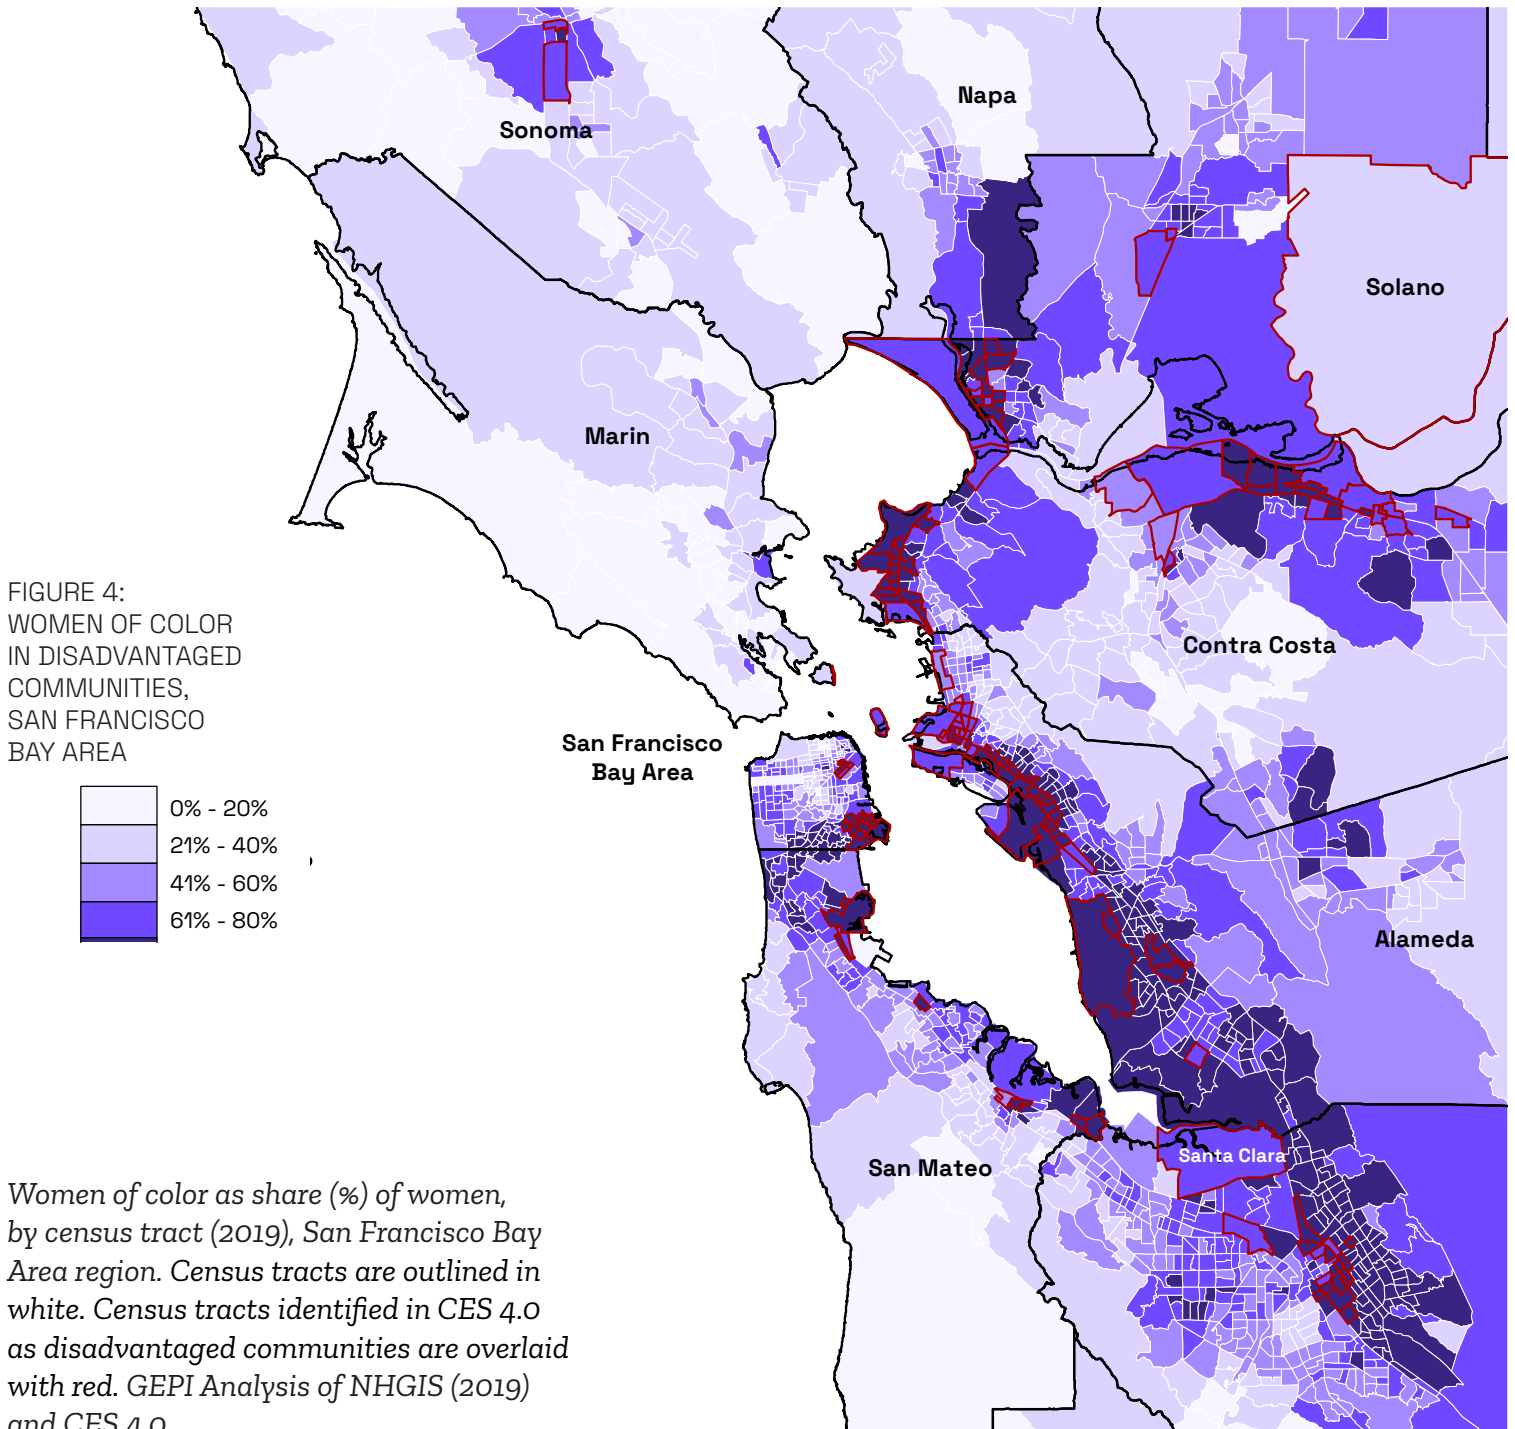 Napa
Sonoma
Solano
Marin
FIGURE 4:
WOMEN OF COLOR
IN DISADVANTAGED
COMMUNITIES,
SAN FRANCISCO
BAY AREA
Contra Costa
San Francisco
Bay Area
0% - 20%
21% - 40%
41% - 60%
61% - 80%
Alameda
Santa Clara
San Mateo
Women of color as share (%) of women,
by census tract (2019), San Francisco Bay
Area region. Census tracts are outlined in
white. Census tracts identified in CES 4.0
as disadvantaged communities are overlaid
with red. GEPI Analysis of NHGIS (2019)
and CES 4.0